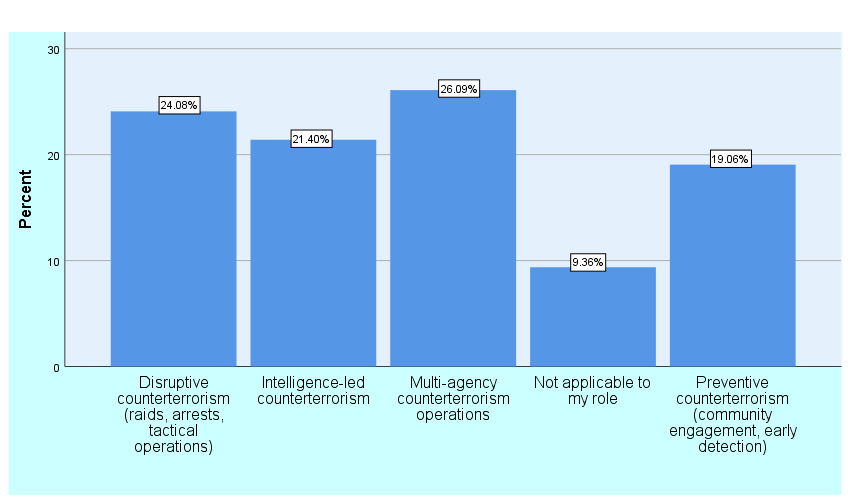 30
20
10
0
Percent
24.08%
21.40%
26.09%
9.36%
19.06%
Disruptive
counterterrorism
(raids, arrests,
tactical
operations)
Intelligence-led
counterterrorism
Multi-agency
counterterrorism
operations
Not applicable to
my role
Preventive
counterterrorism
(community
engagement, early
detection)